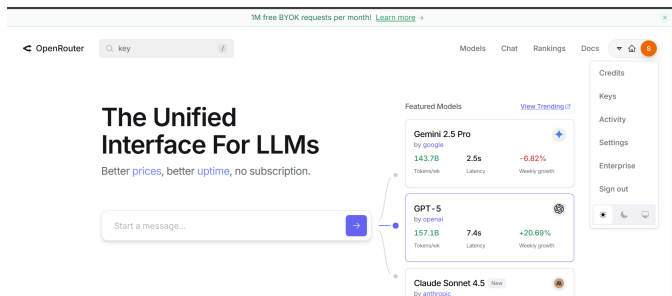 1M free BYOK requests per month! Learn more →
OpenRouter
key
/
Models Chat Rankings Docs
S
Credits
Keys
Activity
Settings
Enterprise
Sign out
The Unified
Interface For LLMs
Better prices, better uptime, no subscription.
Start a message...
Featured Models
View Trending
Gemini 2.5 Pro
by google
143.7B 2.5s -6.82%
Tokens/wk Latency Weekly growth
GPT-5
by openai
157.1B 7.4s +20.69%
Tokens/wk Latency Weekly growth
Claude Sonnet 4.5 New
by anthropic